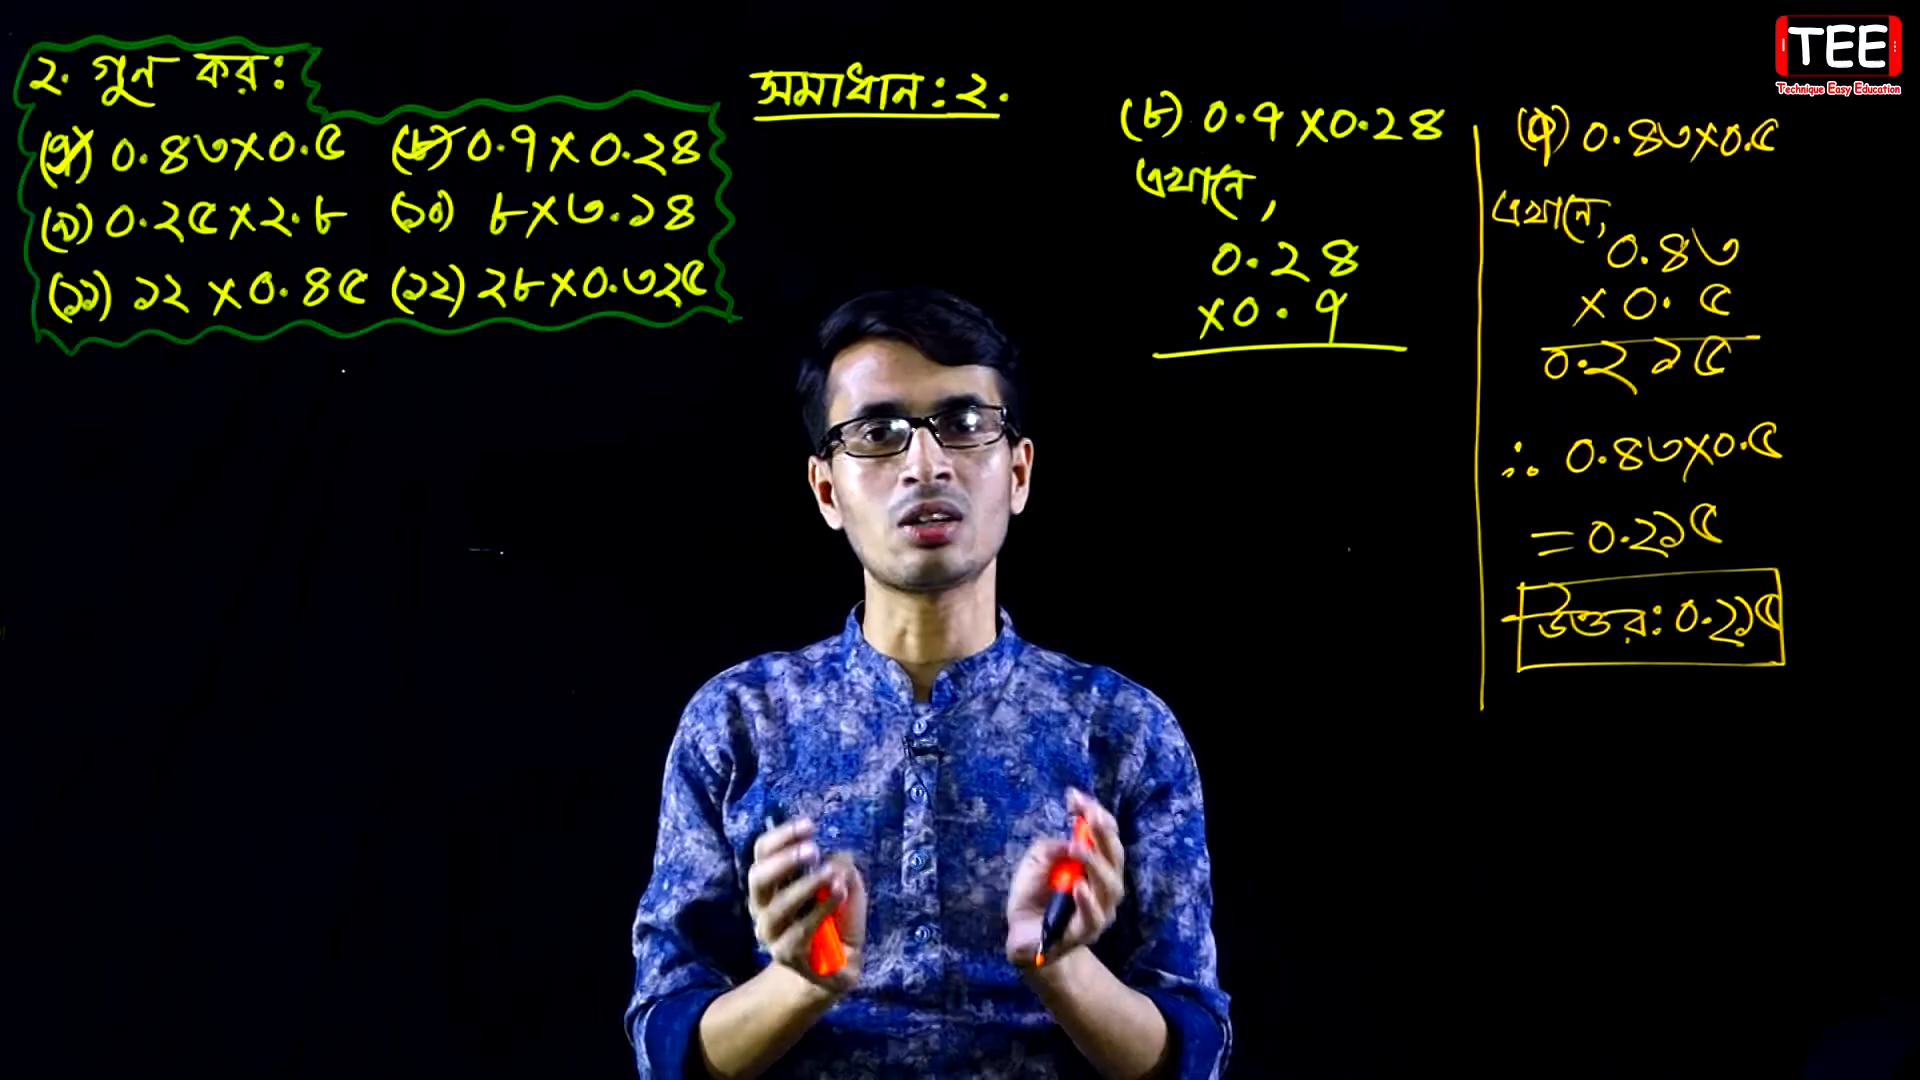 ২. গুন কর:
(৭) ০.৪৩×০.৫ (৮) ০.৭×০.২৪
(৯) ০.২৫×২.৮ (১০) ৮×৩.১৪
(১১) ১২×০.৪৫ (১২) ২৮×০.৩২৫
সমাধান: ২.
(৮) ০.৭×০.২৪
এখানে,
০.২৪
×০.৭
(৭) ০.৪৩×০.৫
এখানে,
০.৪৩
×০.৫
০.২১৫
∴ ০.৪৩×০.৫
=০.২১৫
উত্তর: ০.২১৫
TEE
Technique Easy Education